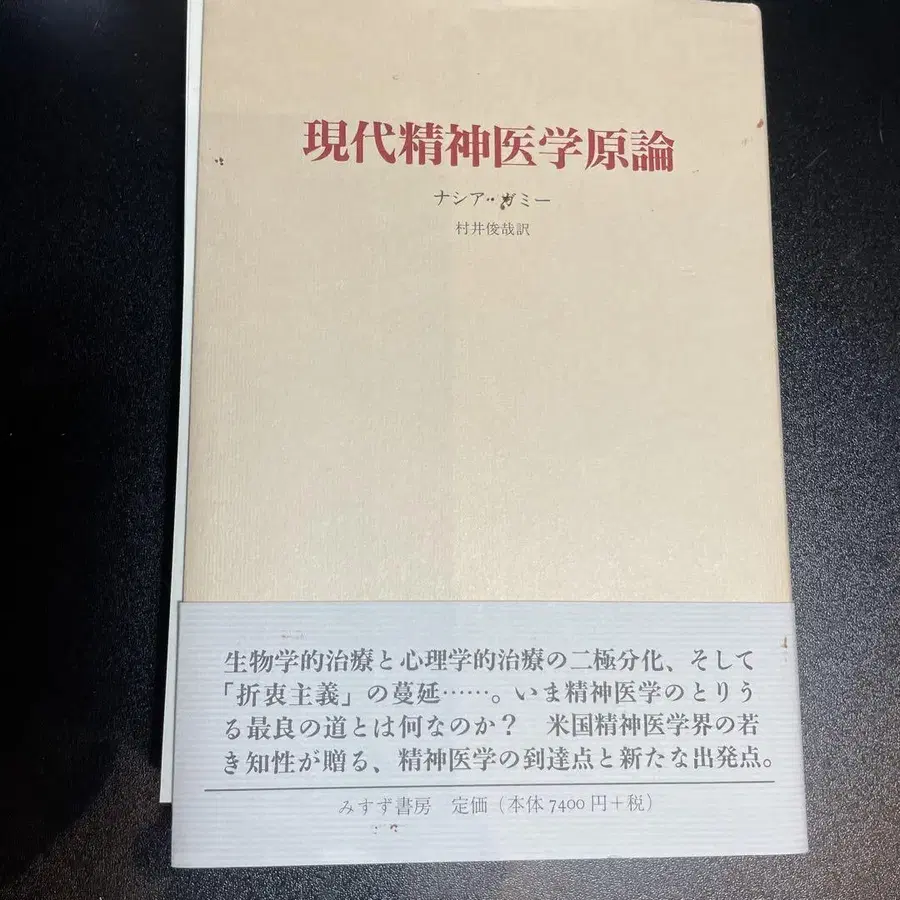 現代精神医学原論
ナシア・ガミー
村井俊哉訳
生物学的治療と心理学的治療の二極分化、そして
「折衷主義」の蔓延……。いま精神医学のとりう
る最良の道とは何なのか？　米国精神医学界の若
き知性が贈る、精神医学の到達点と新たな出発点。
みすず書房　定価（本体7400円＋税）